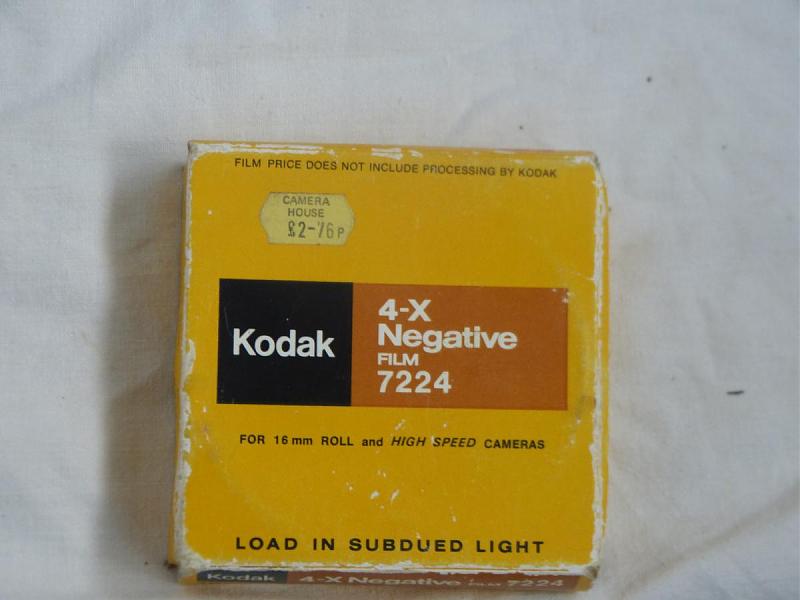 FILM PRICE DOES NOT INCLUDE PROCESSING BY KODAK
CAMERA
HOUSE
£2-76P
Kodak
4-X
Negative
FILM
7224
FOR 16mm ROLL and HIGH SPEED CAMERAS
LOAD IN SUBDUED LIGHT
Kodak 4-X Negative FILM 7224